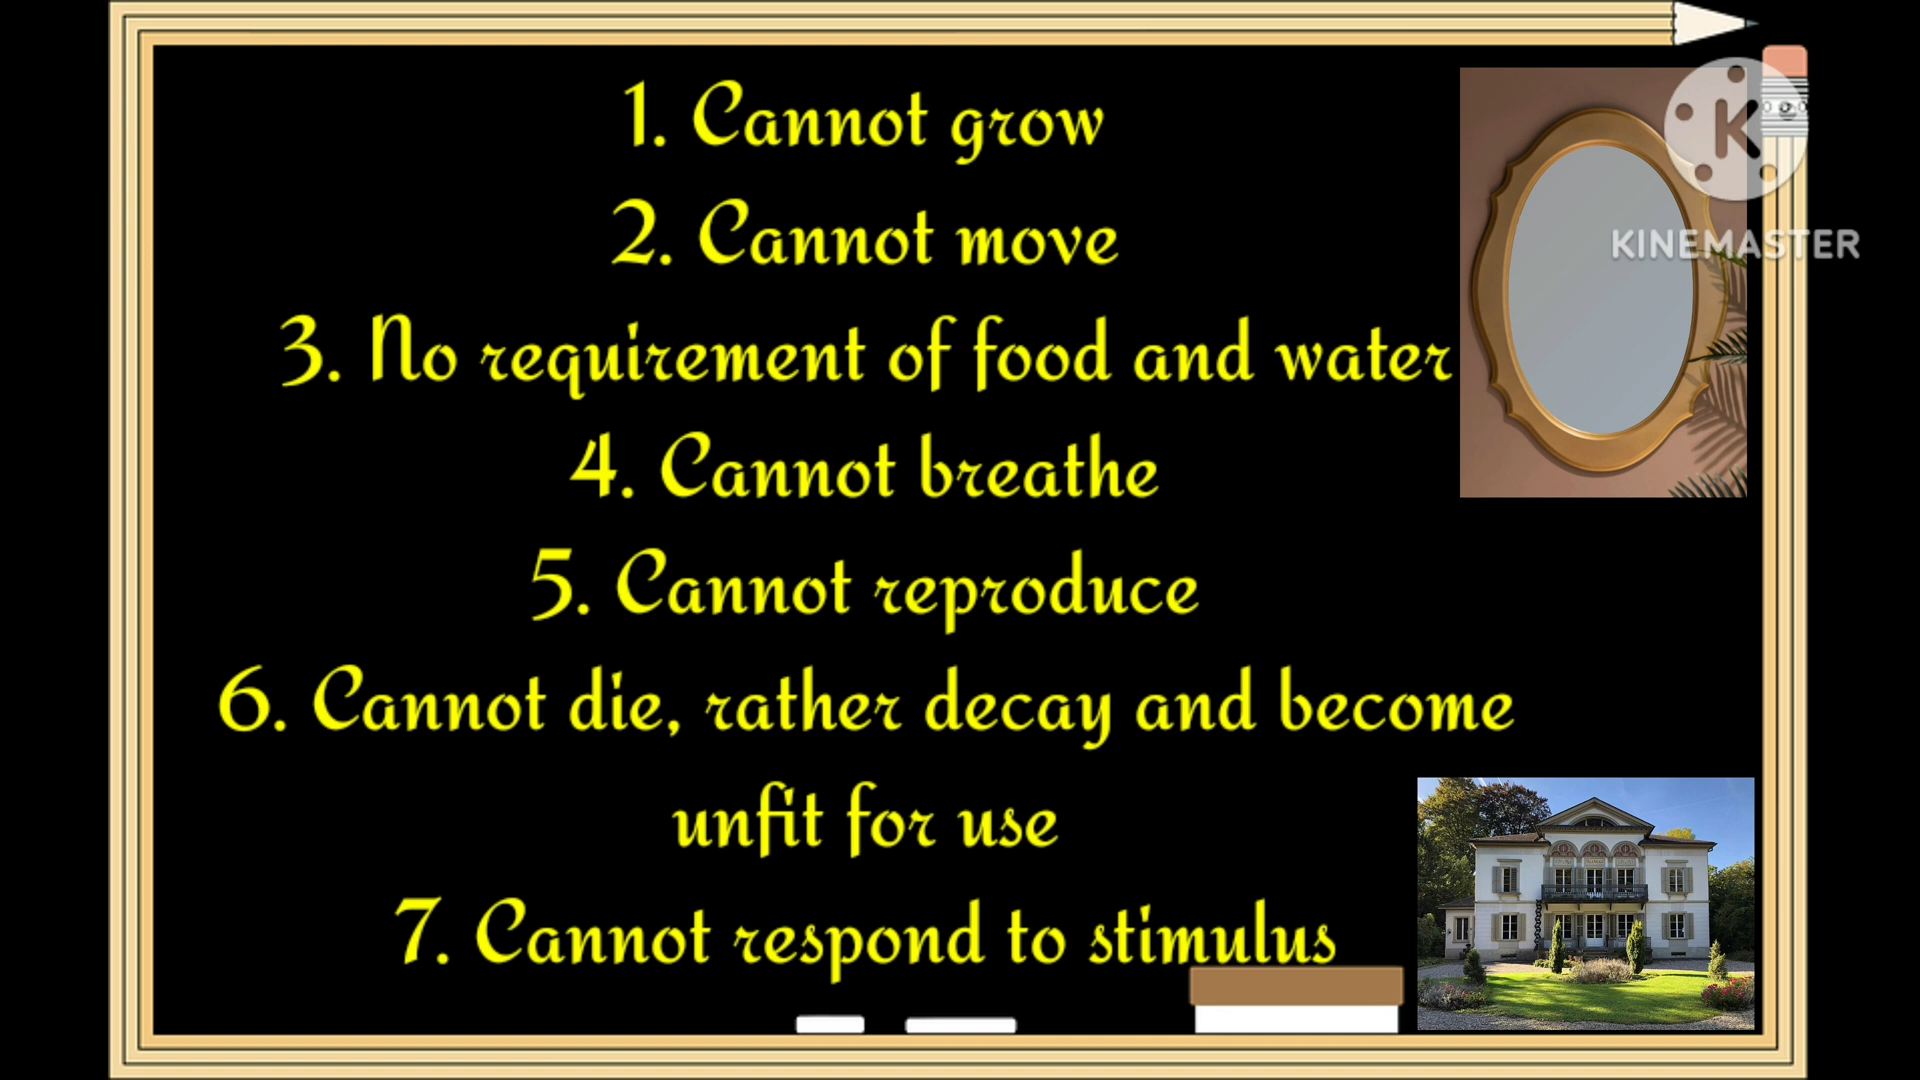 1. Cannot grow
2. Cannot move
3. No requirement of food and water
4. Cannot breathe
5. Cannot reproduce
6. Cannot die, rather decay and become
unfit for use
7. Cannot respond to stimulus
K
KINEMASTER